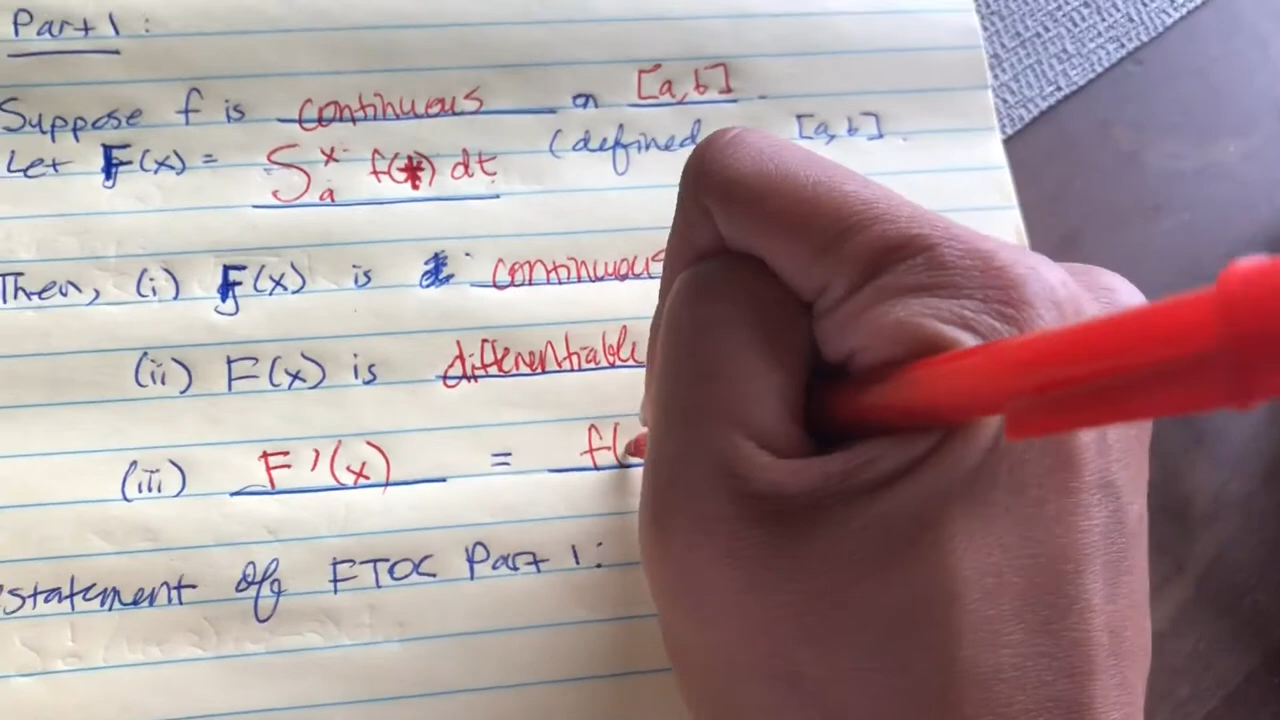 Part 1:
Suppose f is continuous on [a,b].
Let F(x) = ∫ₐˣ f(t) dt (defined [a,b].
Then, (i) F(x) is continuous
(ii) F(x) is differentiable
(iii) F'(x) = f(
statement of FTOC Part 1: